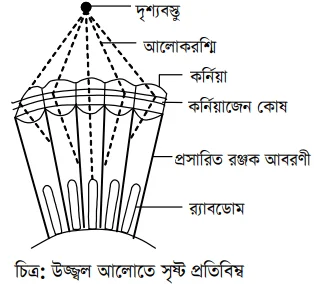 দৃশ্যবস্তু
আলোকরশ্মি
কর্নিয়া
কর্নিয়াজেন কোষ
প্রসারিত রঞ্জক আবরণী
র‍্যাবডোম
চিত্র: উজ্জ্বল আলোতে সৃষ্ট প্রতিবিম্ব